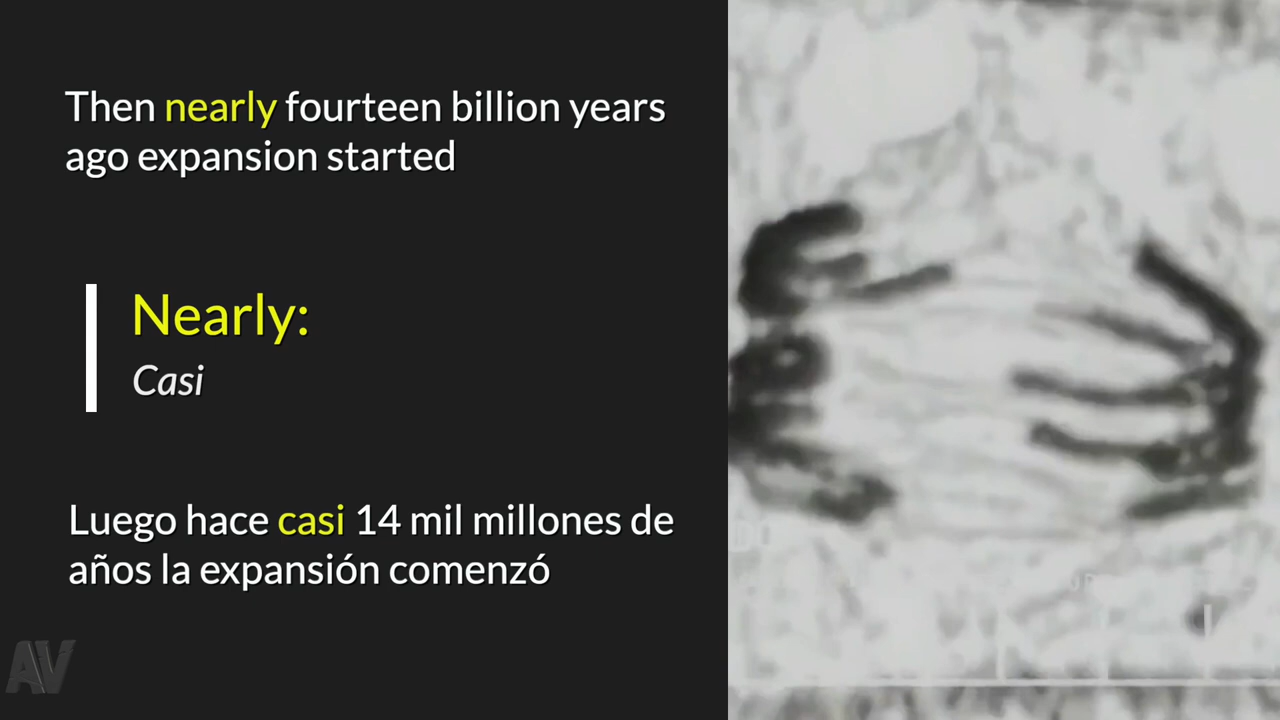 Then nearly fourteen billion years
ago expansion started
Nearly:
Casi
Luego hace casi 14 mil millones de
años la expansión comenzó
AV